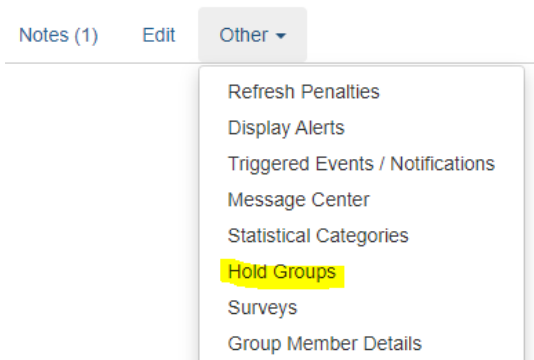 Notes (1) Edit Other
Refresh Penalties
Display Alerts
Triggered Events / Notifications
Message Center
Statistical Categories
Hold Groups
Surveys
Group Member Details